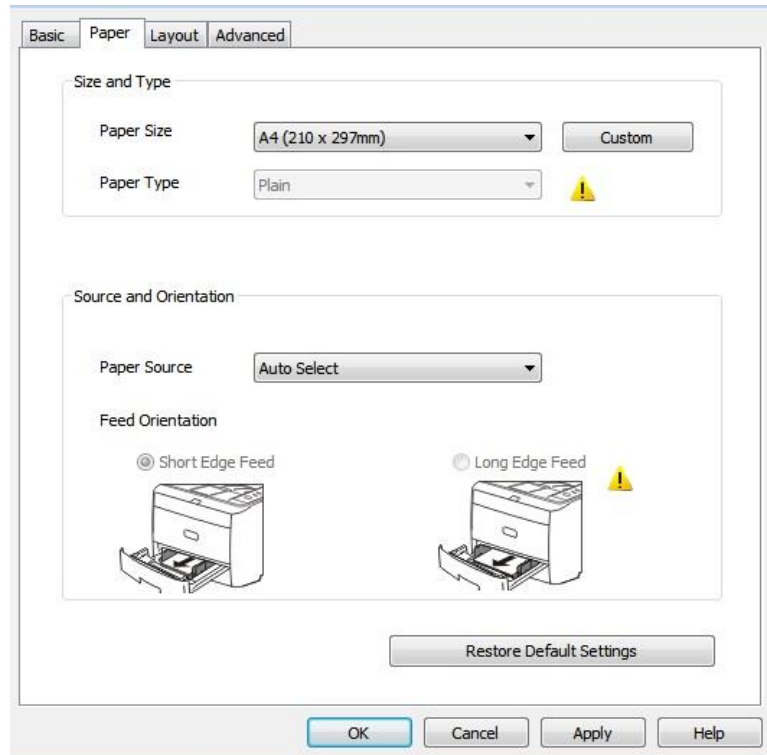 Basic Paper Layout Advanced
Size and Type
Paper Size A4 (210 x 297mm) Custom
Paper Type Plain
Source and Orientation
Paper Source Auto Select
Feed Orientation
Short Edge Feed Long Edge Feed
Restore Default Settings
OK Cancel Apply Help